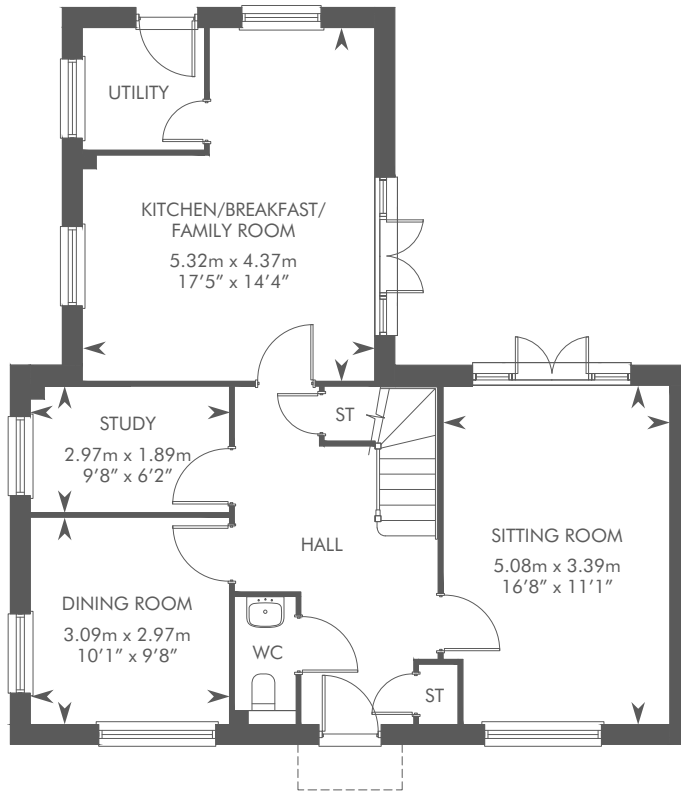 UTILITY
KITCHEN/BREAKFAST/
FAMILY ROOM
5.32m x 4.37m
17'5” x 14'4”
ST
STUDY
2.97m x 1.89m
9'8” x 6'2”
HALL
SITTING ROOM
5.08m x 3.39m
16'8” x 11'1”
DINING ROOM
3.09m x 2.97m
10'1” x 9'8”
WC
ST